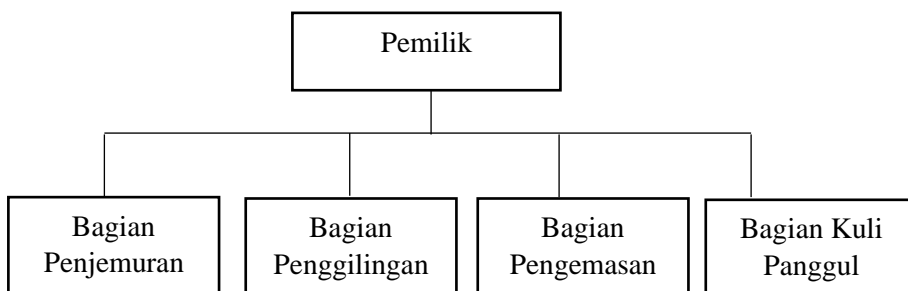 Pemilik
Bagian
Penjemuran
Bagian
Penggilingan
Bagian
Pengemasan
Bagian Kuli
Panggul